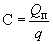 С = Qп / q